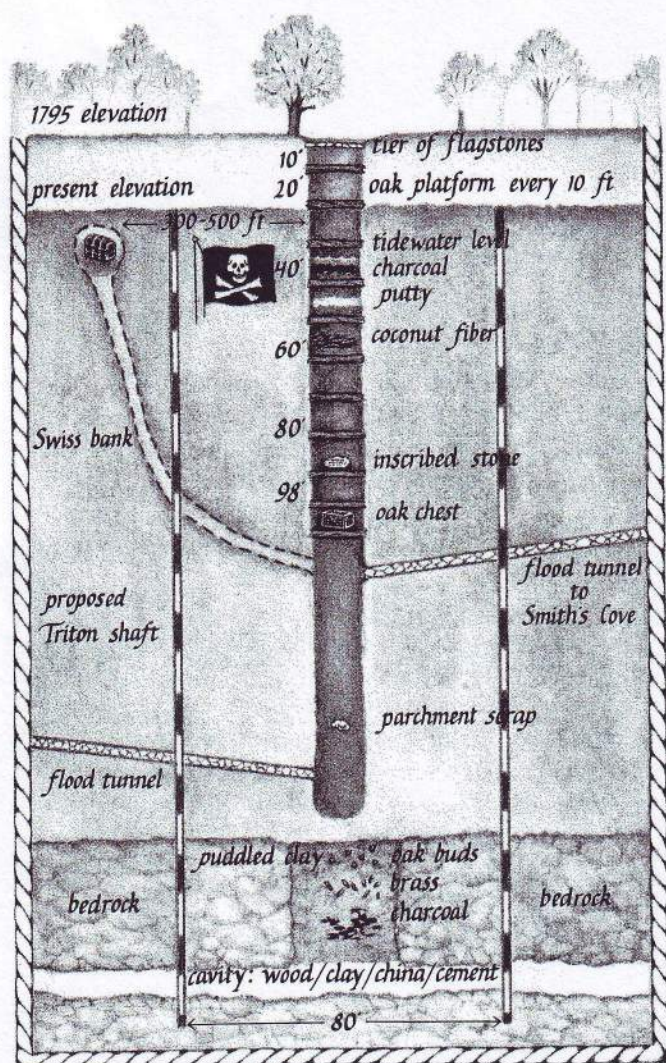 1795 elevation
tier of flagstones
10'
present elevation
20'
oak platform every 10 ft
300-500 ft
tidewater level
40'
charcoal
putty
coconut fiber
60'
80'
Swiss bank
inscribed stone
98'
oak chest
flood tunnel
to
Smith's Cove
proposed
Triton shaft
parchment scrap
flood tunnel
puddled clay
oak buds
brass
charcoal
bedrock
bedrock
cavity: wood/clay/china/cement
80'